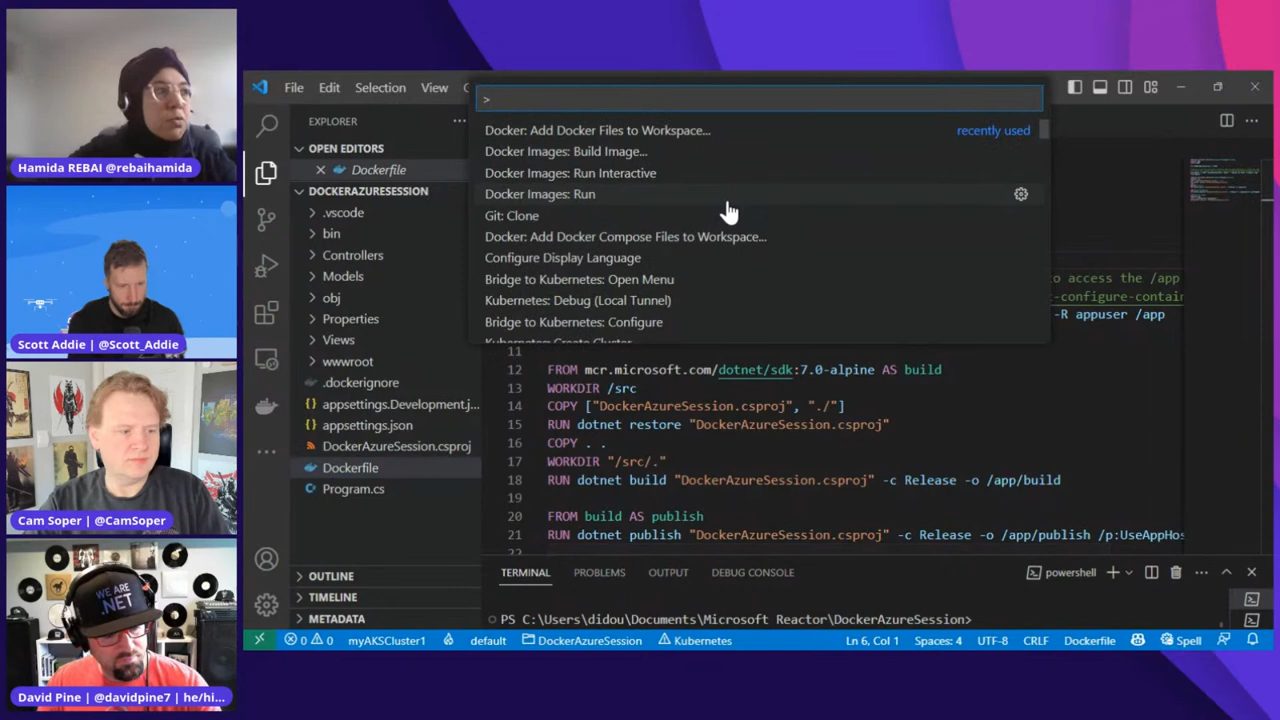 Hamida REBAI @rebaihamida
Scott Addie | @Scott_Addie
Cam Soper | @CamSoper
WE ARE
.NET
David Pine | @davidpine7 | he/hi...
File Edit Selection View
>
Docker: Add Docker Files to Workspace... recently used
Docker Images: Build Image...
Docker Images: Run Interactive
Docker Images: Run
Git: Clone
Docker: Add Docker Compose Files to Workspace...
Configure Display Language
Bridge to Kubernetes: Open Menu
Kubernetes: Debug (Local Tunnel)
Bridge to Kubernetes: Configure
Kubernetes: Create Cluster
EXPLORER
OPEN EDITORS
Dockerfile
DOCKERAZURESESSION
.vscode
bin
Controllers
Models
obj
Properties
Views
wwwroot
.dockerignore
appsettings.Development.j...
appsettings.json
DockerAzureSession.csproj
Dockerfile
Program.cs
OUTLINE
TIMELINE
METADATA
to access the /app
-configure-contain
-R appuser /app
11
12 FROM mcr.microsoft.com/dotnet/sdk:7.0-alpine AS build
13 WORKDIR /src
14 COPY ["DockerAzureSession.csproj", "./"]
15 RUN dotnet restore "DockerAzureSession.csproj"
16 COPY . .
17 WORKDIR "/src/."
18 RUN dotnet build "DockerAzureSession.csproj" -c Release -o /app/build
19
20 FROM build AS publish
21 RUN dotnet publish "DockerAzureSession.csproj" -c Release -o /app/publish /p:UseAppHos
22
TERMINAL PROBLEMS OUTPUT DEBUG CONSOLE powershell
PS C:\Users\didou\Documents\Microsoft Reactor\DockerAzureSession>
0 0 myAKSCluster1 default DockerAzureSession Kubernetes Ln 6, Col 1 Spaces: 4 UTF-8 CRLF Dockerfile Spell